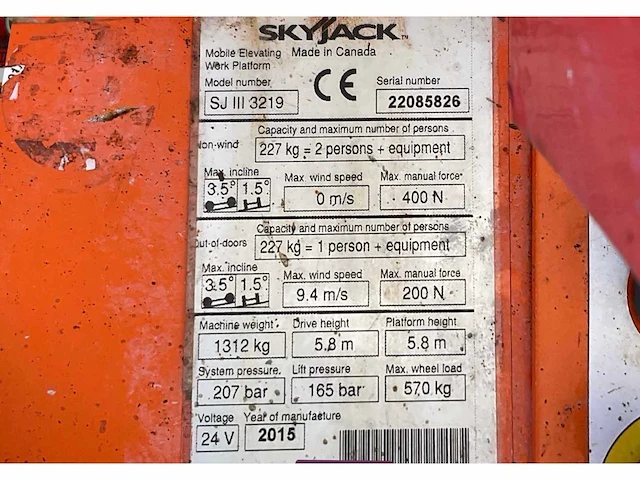 SKYJACK™
Mobile Elevating Made in Canada
Work Platform
Model number CE Serial number
SJ III 3219 22085826
Capacity and maximum number of persons
Non-wind 227 kg = 2 persons + equipment
Max. incline Max. wind speed Max. manual force
3.5° 1.5° 0 m/s 400 N
Capacity and maximum number of persons
Out-of-doors 227 kg = 1 person + equipment
Max. incline Max. wind speed Max. manual force
3.5° 1.5° 9.4 m/s 200 N
Machine weight Drive height Platform height
1312 kg 5.8 m 5.8 m
System pressure Lift pressure Max. wheel load
207 bar 165 bar 570 kg
Voltage Year of manufacture
24 V 2015